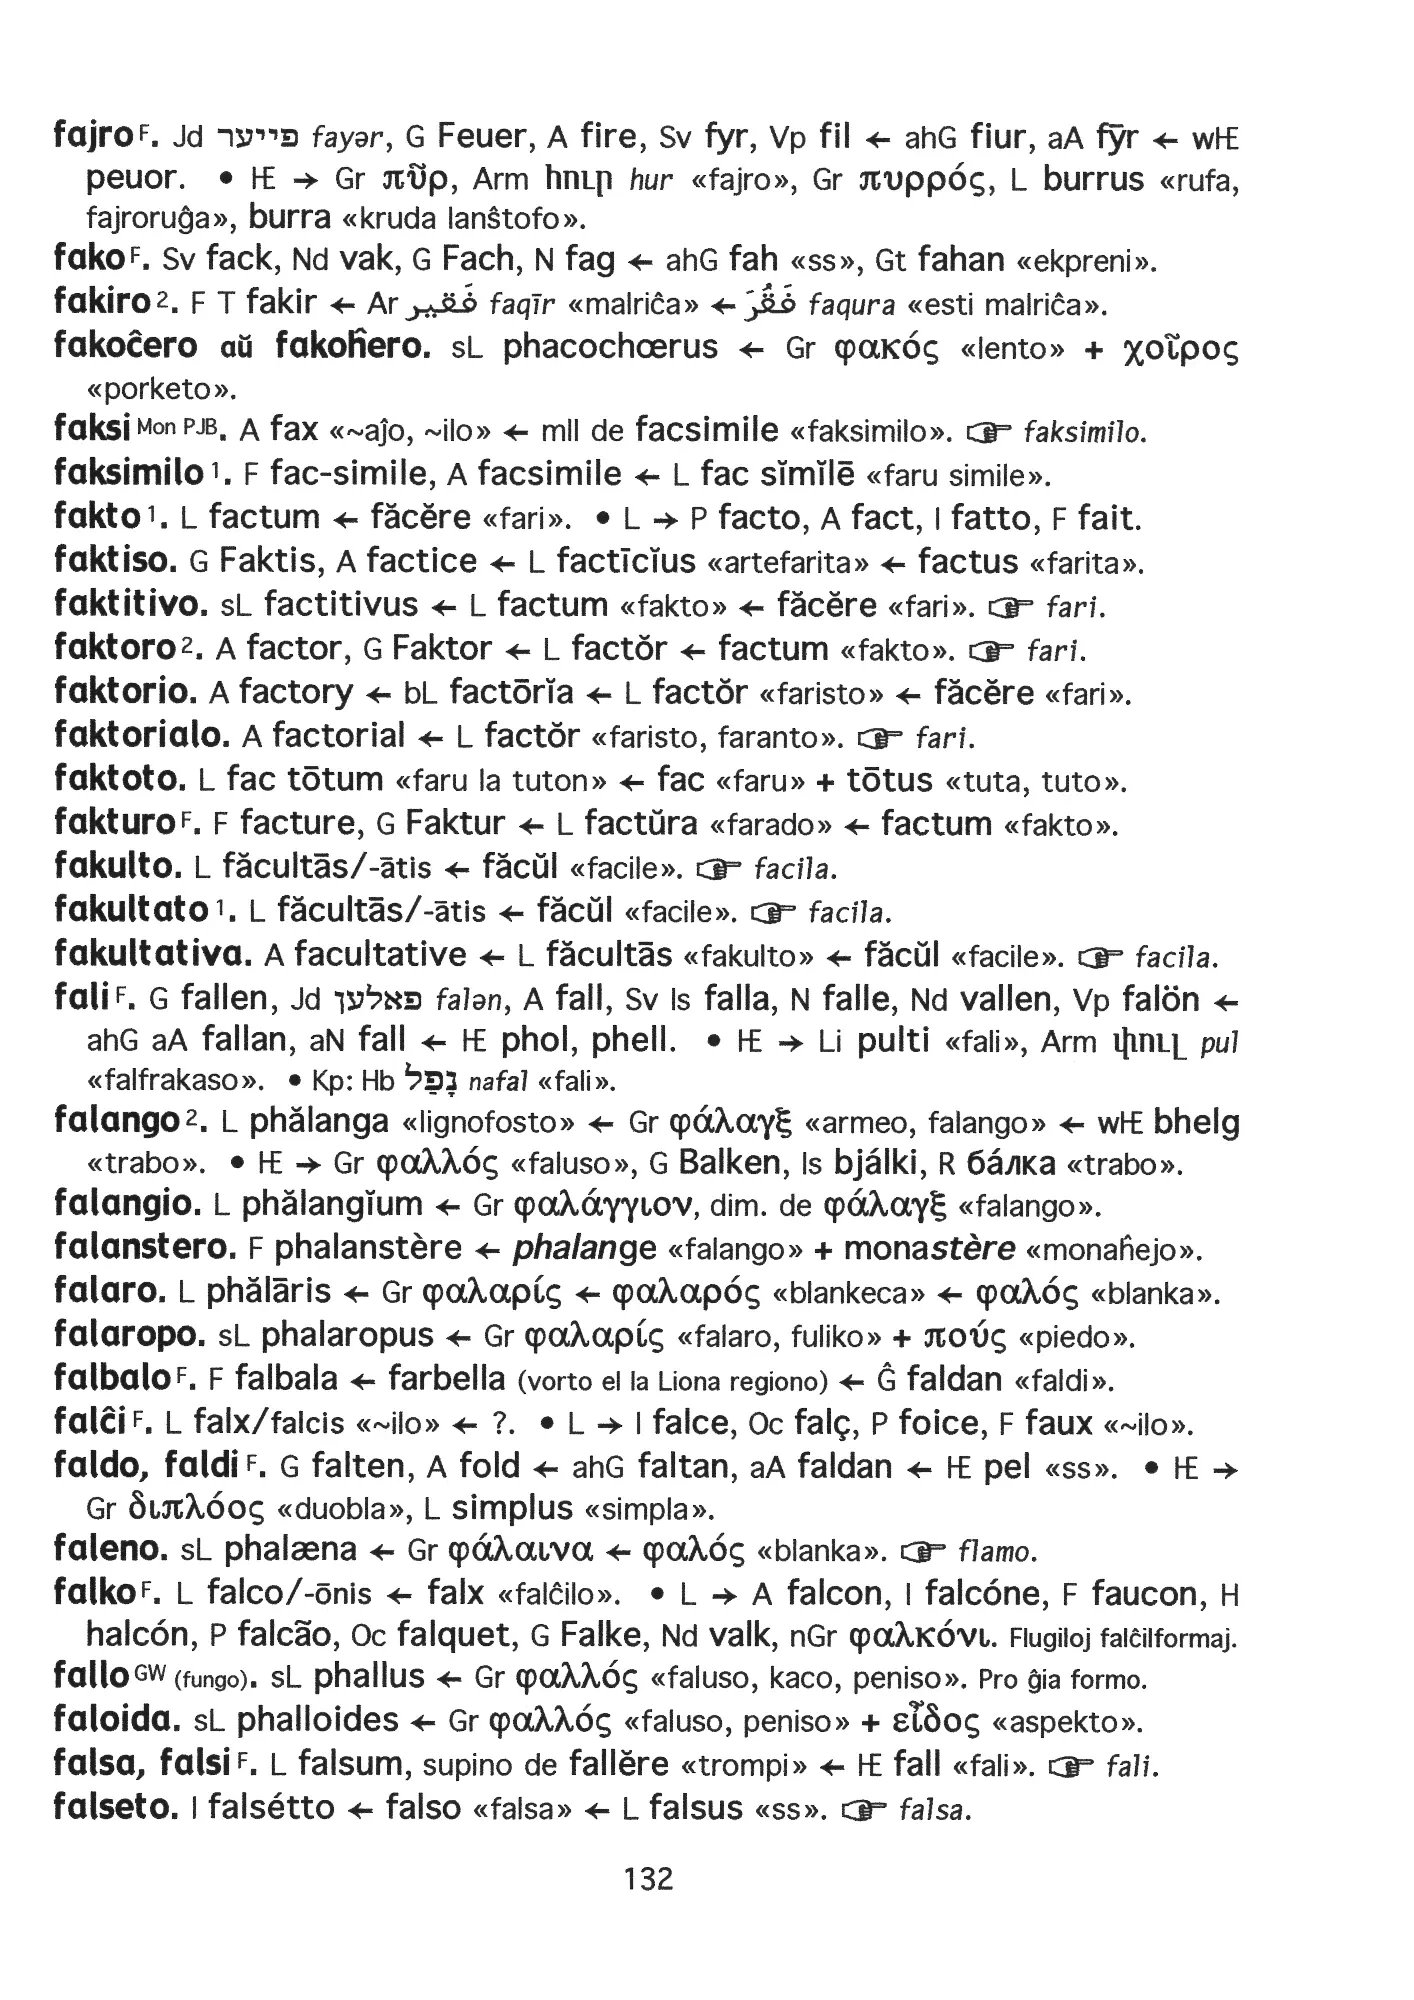 fajro F. Jd פייער fayər, G Feuer, A fire, Sv fyr, Vp fil ← ahG fiur, aA fȳr ← wIE
peuor. • IE → Gr πῦρ, Arm հուր hur «fajro», Gr πυρρός, L burrus «rufa,
fajroruĝa», burra «kruda lanŝtofo».
fako F. Sv fack, Nd vak, G Fach, N fag ← ahG fah «ss», Gt fahan «ekpreni».
fakiro 2. F T fakir ← Ar فَقير faqīr «malriĉa» ← فَقُرَ faqura «esti malriĉa».
fakoĉero aŭ fakoĥero. sL phacochœrus ← Gr φακός «lento» + χοῖρος
«porketo».
faksi Mon PJB. A fax «~aĵo, ~ilo» ← mll de facsimile «faksimilo». ☞ faksimilo.
faksimilo 1. F fac-simile, A facsimile ← L fac sĭmĭlē «faru simile».
fakto 1. L factum ← făcĕre «fari». • L → P facto, A fact, I fatto, F fait.
faktiso. G Faktis, A factice ← L factīcĭus «artefarita» ← factus «farita».
faktitivo. sL factitivus ← L factum «fakto» ← făcĕre «fari». ☞ fari.
faktoro 2. A factor, G Faktor ← L factŏr ← factum «fakto». ☞ fari.
faktorio. A factory ← bL factōrĭa ← L factŏr «faristo» ← făcĕre «fari».
faktorialo. A factorial ← L factŏr «faristo, faranto». ☞ fari.
faktoto. L fac tōtum «faru la tuton» ← fac «faru» + tōtus «tuta, tuto».
fakturo F. F facture, G Faktur ← L factŭra «farado» ← factum «fakto».
fakulto. L făcultās/-ātis ← făcŭl «facile». ☞ facila.
fakultato 1. L făcultās/-ātis ← făcŭl «facile». ☞ facila.
fakultativa. A facultative ← L făcultās «fakulto» ← făcŭl «facile». ☞ facila.
fali F. G fallen, Jd פאלען falən, A fall, Sv Is falla, N falle, Nd vallen, Vp falön ←
ahG aA fallan, aN fall ← IE phol, phell. • IE → Li pulti «fali», Arm փուլ pul
«falfrakaso». • Kp: Hb נָפַל nafal «fali».
falango 2. L phălanga «lignofosto» ← Gr φάλαγξ «armeo, falango» ← wIE bhelg
«trabo». • IE → Gr φαλλός «faluso», G Balken, Is bjálki, R балка «trabo».
falangio. L phălangĭum ← Gr φαλάγγιον, dim. de φάλαγξ «falango».
falanstero. F phalanstère ← phalange «falango» + monastère «monaĥejo».
falaro. L phălāris ← Gr φαλαρίς ← φαλαρός «blankeca» ← φαλός «blanka».
falaropo. sL phalaropus ← Gr φαλαρίς «falaro, fuliko» + πούς «piedo».
falbalo F. F falbala ← farbella (vorto el la Liona regiono) ← Ĝ faldan «faldi».
falĉi F. L falx/falcis «~ilo» ← ?. • L → I falce, Oc falç, P foice, F faux «~ilo».
faldo, faldi F. G falten, A fold ← ahG faltan, aA faldan ← IE pel «ss». • IE →
Gr διπλόος «duobla», L simplus «simpla».
faleno. sL phalæna ← Gr φάλαινα ← φαλός «blanka». ☞ flamo.
falko F. L falco/-ōnis ← falx «falĉilo». • L → A falcon, I falcóne, F faucon, H
halcón, P falcão, Oc falquet, G Falke, Nd valk, nGr φαλκόνι. Flugiloj falĉilformaj.
fallo GW (fungo). sL phallus ← Gr φαλλός «faluso, kaco, peniso». Pro ĝia formo.
faloida. sL phalloides ← Gr φαλλός «faluso, peniso» + εἶδος «aspekto».
falsa, falsi F. L falsum, supino de fallĕre «trompi» ← IE fall «fali». ☞ fali.
falseto. I falsétto ← falso «falsa» ← L falsus «ss». ☞ falsa.
132